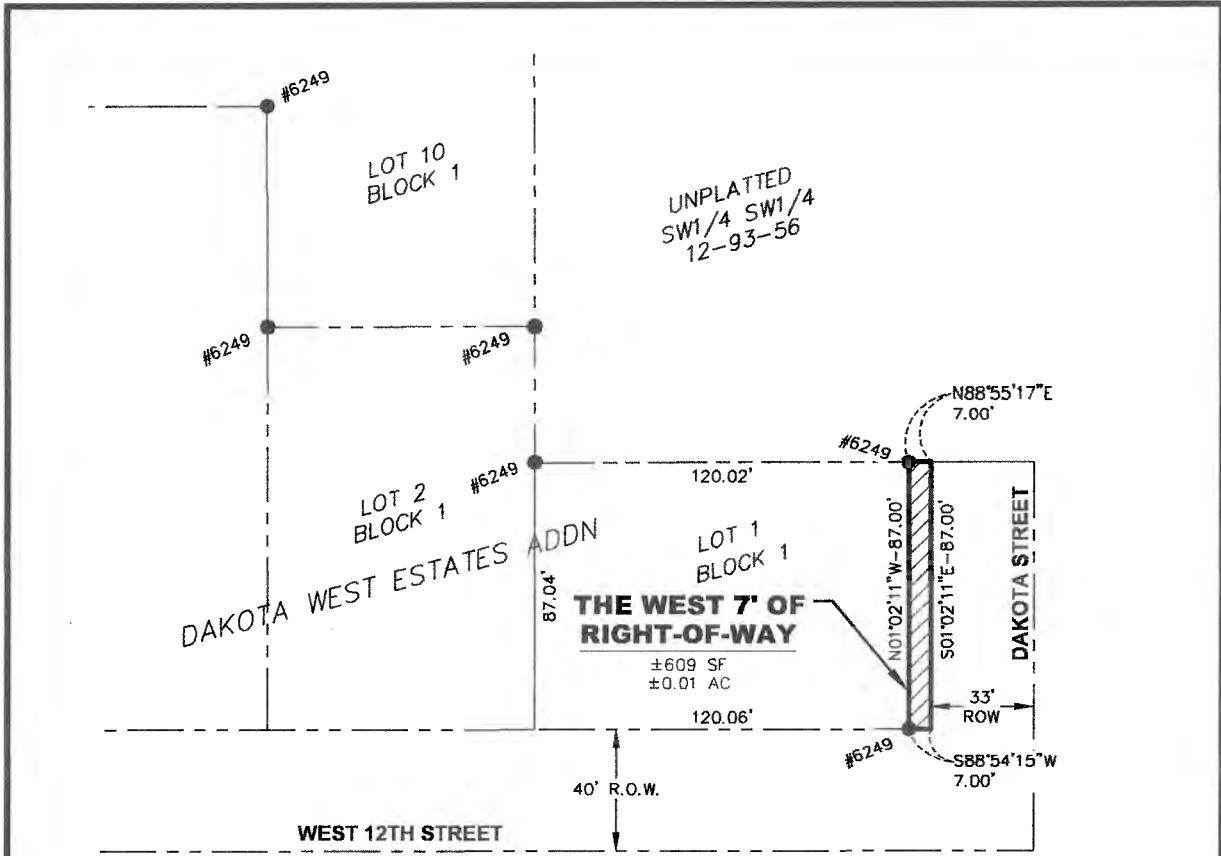 #6249
LOT 10
BLOCK 1
UNPLATTED
SW1/4 SW1/4
12-93-56
#6249
#6249
N88°55'17"E
7.00'
#6249
#6249
120.02'
LOT 2
BLOCK 1
LOT 1
BLOCK 1
DAKOTA WEST ESTATES ADDN
87.04'
THE WEST 7' OF
RIGHT-OF-WAY
±609 SF
±0.01 AC
N01°02'11"W-87.00'
S01°02'11"E-87.00'
DAKOTA STREET
33'
ROW
120.06'
#6249
S88°54'15"W
7.00'
40' R.O.W.
WEST 12TH STREET